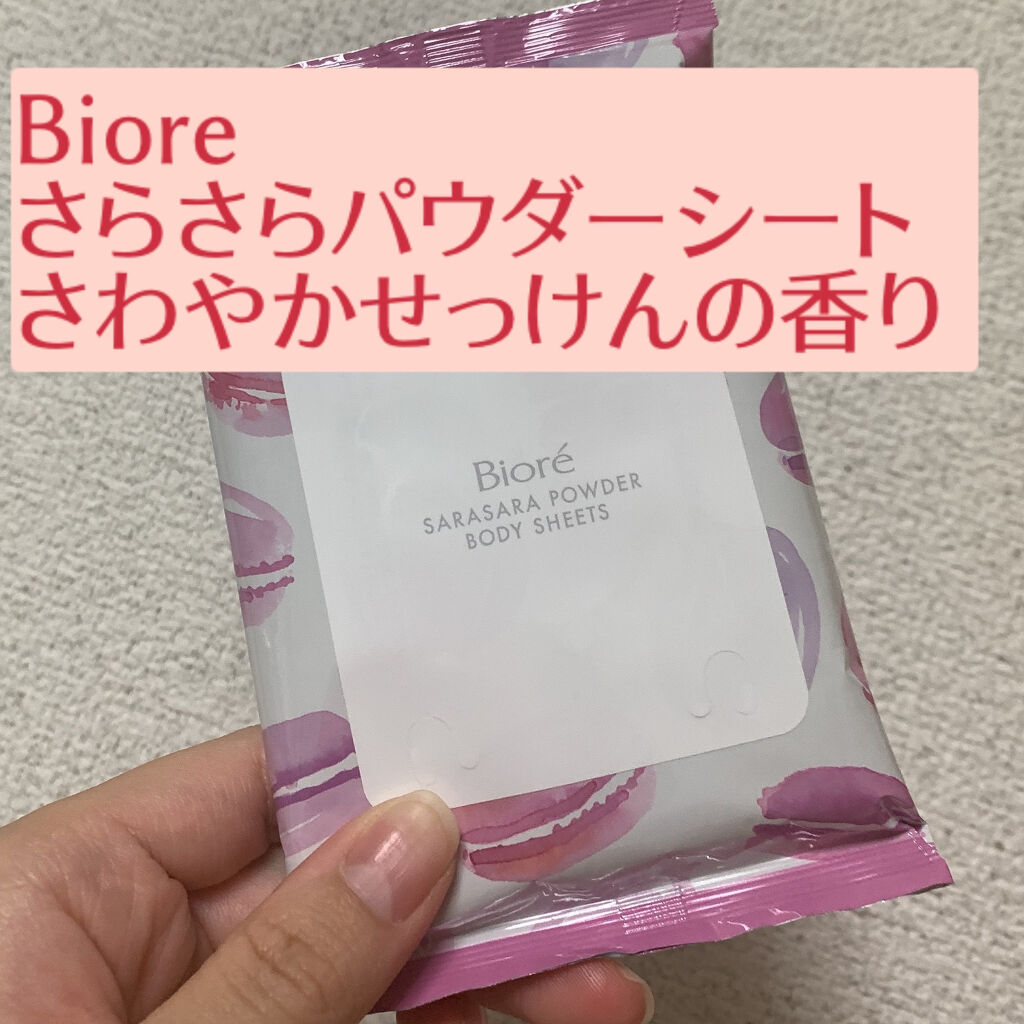 Biore
さらさらパウダーシート
さわやかせっけんの香り
Bioré
SARASARA POWDER
BODY SHEETS